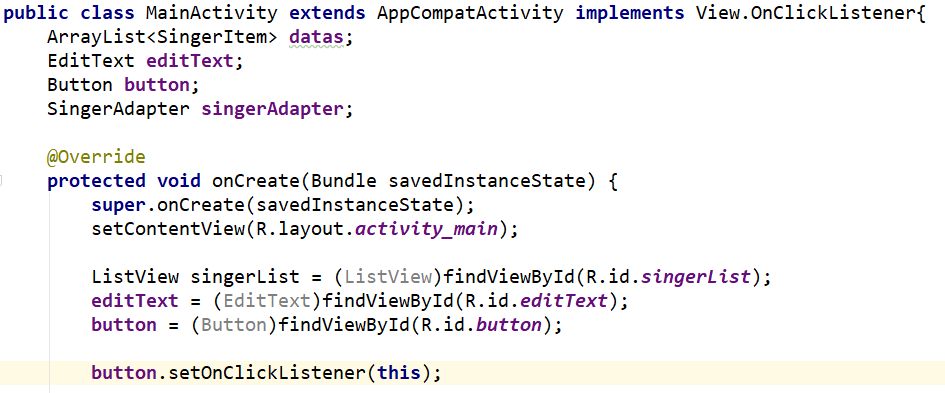 public class MainActivity extends AppCompatActivity implements View.OnClickListener{
    ArrayList<SingerItem> datas;
    EditText editText;
    Button button;
    SingerAdapter singerAdapter;

    @Override
    protected void onCreate(Bundle savedInstanceState) {
        super.onCreate(savedInstanceState);
        setContentView(R.layout.activity_main);

        ListView singerList = (ListView)findViewById(R.id.singerList);
        editText = (EditText)findViewById(R.id.editText);
        button = (Button)findViewById(R.id.button);

        button.setOnClickListener(this);